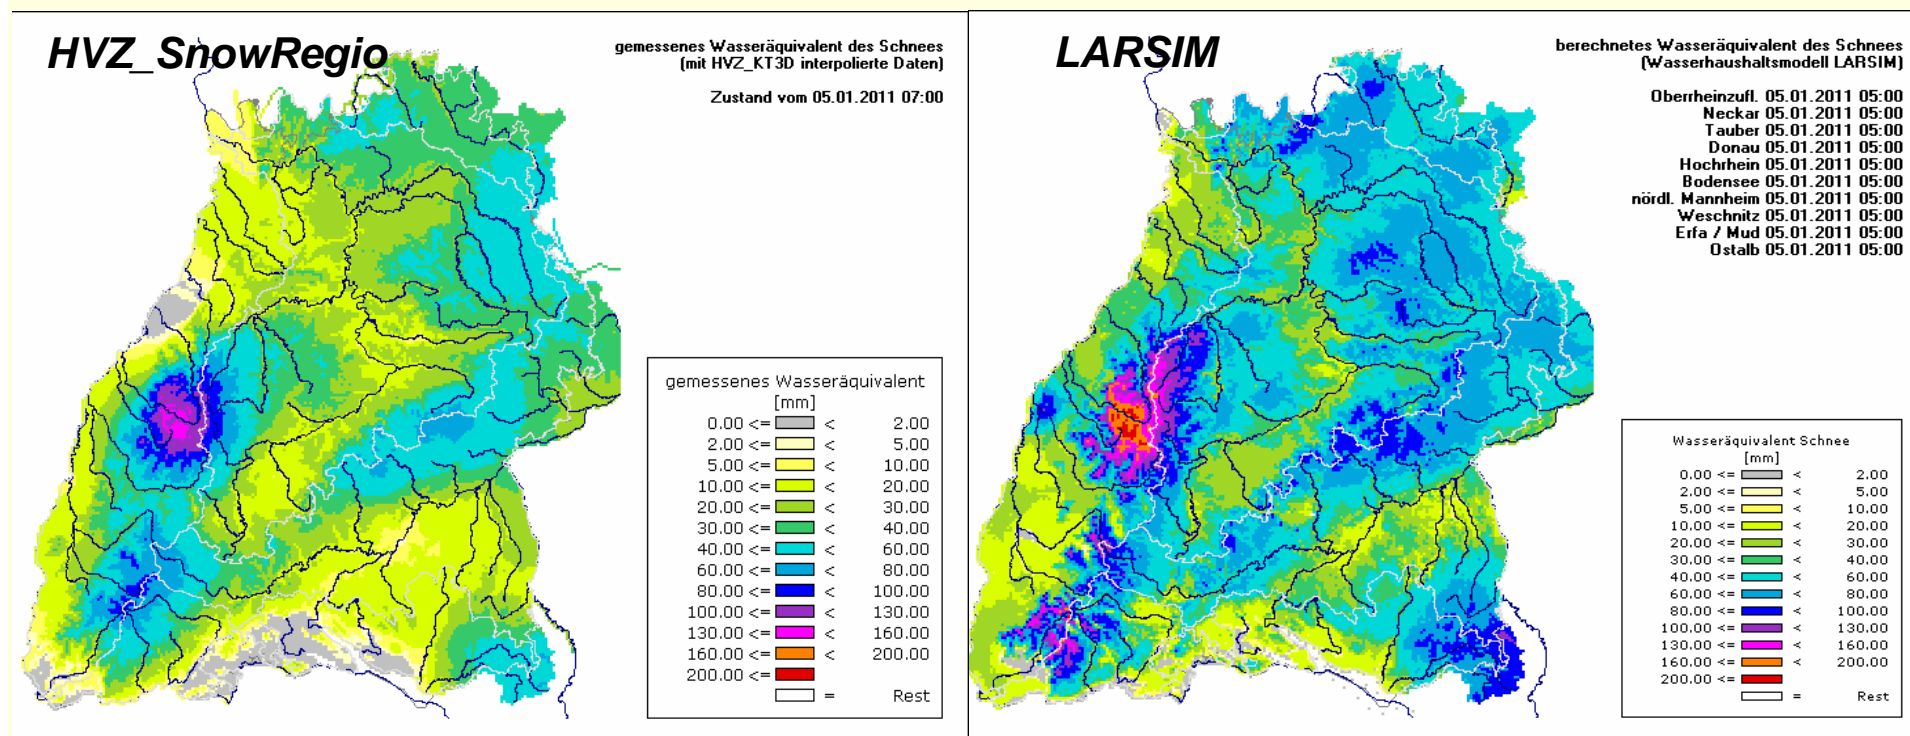 HVZ_SnowRegio
gemessenes Wasseräquivalent des Schnees
(mit HVZ_KT3D interpolierte Daten)
Zustand vom 05.01.2011 07:00
gemessenes Wasseräquivalent
[mm]
0.00 <= < 2.00
2.00 <= < 5.00
5.00 <= < 10.00
10.00 <= < 20.00
20.00 <= < 30.00
30.00 <= < 40.00
40.00 <= < 60.00
60.00 <= < 80.00
80.00 <= < 100.00
100.00 <= < 130.00
130.00 <= < 160.00
160.00 <= < 200.00
200.00 <=
= Rest
LARSIM
berechnetes Wasseräquivalent des Schnees
(Wasserhaushaltsmodell LARSIM)
Oberrheinzufl. 05.01.2011 05:00
Neckar 05.01.2011 05:00
Tauber 05.01.2011 05:00
Donau 05.01.2011 05:00
Hochrhein 05.01.2011 05:00
Bodensee 05.01.2011 05:00
nördl. Mannheim 05.01.2011 05:00
Weschnitz 05.01.2011 05:00
Erfa / Mud 05.01.2011 05:00
Ostalb 05.01.2011 05:00
Wasseräquivalent Schnee
[mm]
0.00 <= < 2.00
2.00 <= < 5.00
5.00 <= < 10.00
10.00 <= < 20.00
20.00 <= < 30.00
30.00 <= < 40.00
40.00 <= < 60.00
60.00 <= < 80.00
80.00 <= < 100.00
100.00 <= < 130.00
130.00 <= < 160.00
160.00 <= < 200.00
200.00 <=
= Rest